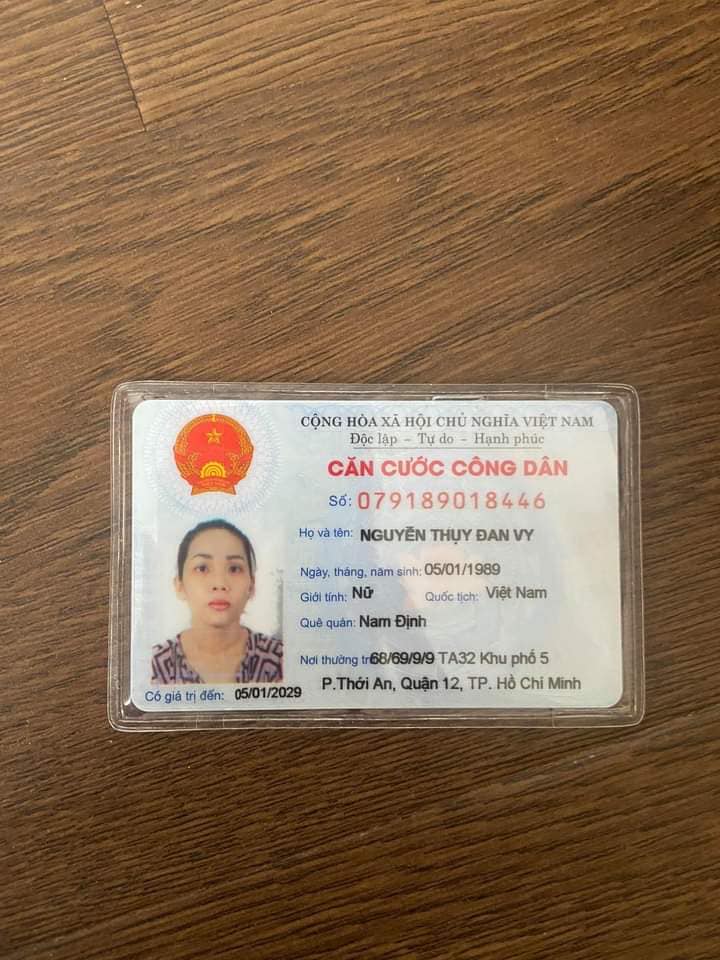 CỘNG HÒA XÃ HỘI CHỦ NGHĨA VIỆT NAM
Độc lập – Tự do – Hạnh phúc
CĂN CƯỚC CÔNG DÂN
Số: 079189018446
Họ và tên: NGUYỄN THỤY ĐAN VY
Ngày, tháng, năm sinh: 05/01/1989
Giới tính: Nữ Quốc tịch: Việt Nam
Quê quán: Nam Định
Nơi thường tr 68/69/9/9 TA32 Khu phố 5
P.Thới An, Quận 12, TP. Hồ Chí Minh
Có giá trị đến: 05/01/2029